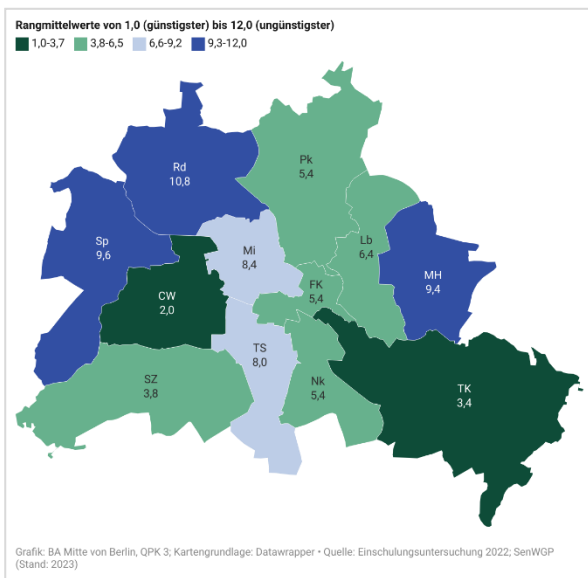 Rangmittelwerte von 1,0 (günstigster) bis 12,0 (ungünstigster)
1,0-3,7 3,8-6,5 6,6-9,2 9,3-12,0
Pk
5,4
Rd
10,8
Sp
9,6
Mi
8,4
Lb
6,4
MH
9,4
FK
5,4
CW
2,0
TS
8,0
SZ
3,8
Nk
5,4
TK
3,4
Grafik: BA Mitte von Berlin, QPK 3; Kartengrundlage: Datawrapper • Quelle: Einschulungsuntersuchung 2022; SenWGP
(Stand: 2023)